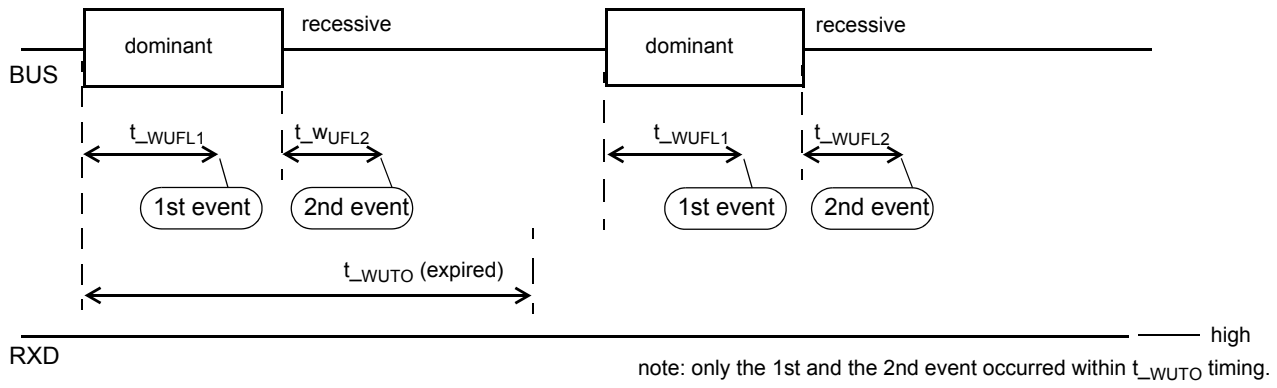 recessive
recessive
dominant
dominant
BUS
t_WUFL1
t_wUFL2
t_WUFL1
t_WUFL2
1st event
2nd event
1st event
2nd event
t_WUTO (expired)
high
RXD
note: only the 1st and the 2nd event occurred within t_WUTO timing.